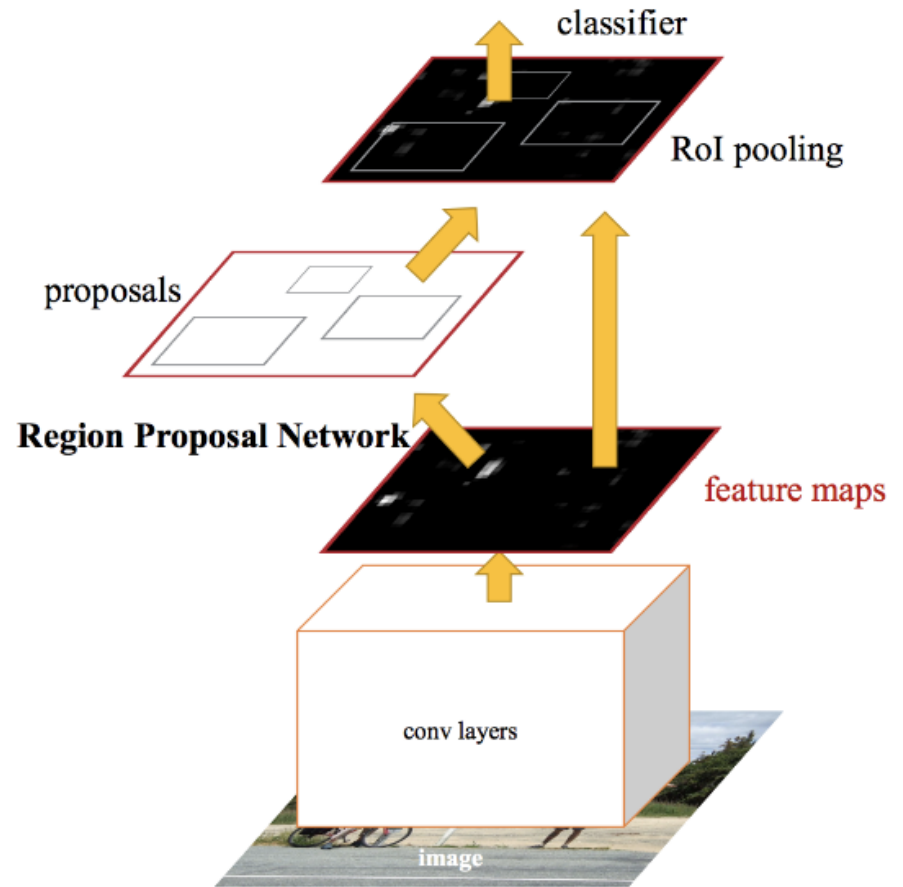 classifier
RoI pooling
proposals
Region Proposal Network
feature maps
conv layers
image